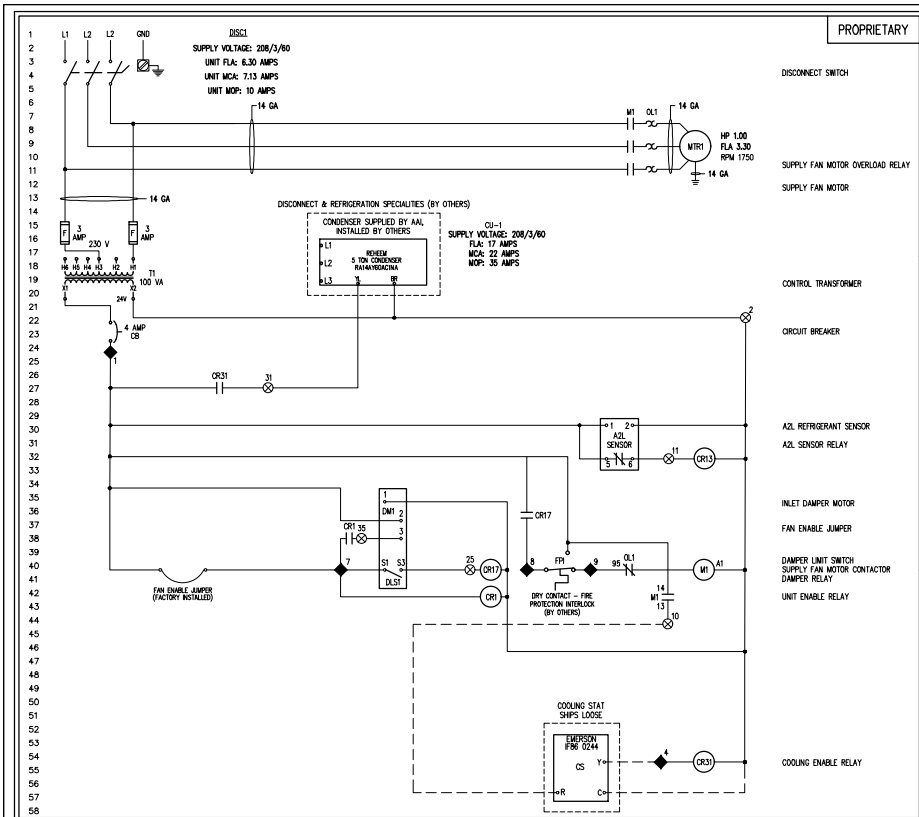 PROPRIETARY
1 L1 L2 L2 GND DISC1
2 SUPPLY VOLTAGE: 208/3/60
3 UNIT FLA: 6.30 AMPS
4 UNIT MCA: 7.13 AMPS DISCONNECT SWITCH
5 UNIT MOP: 10 AMPS
6 14 GA 14 GA
7 M1 OL1
8 HP 1.00
9 MTR1 FLA 3.30
10 RPM 1750
11 14 GA SUPPLY FAN MOTOR OVERLOAD RELAY
12 SUPPLY FAN MOTOR
13 14 GA DISCONNECT & REFRIGERATION SPECIALITIES (BY OTHERS)
14 CONDENSER SUPPLIED BY AAI, CU-1
15 F 3 F 3 INSTALLED BY OTHERS SUPPLY VOLTAGE: 208/3/60
16 AMP 230 V AMP L1 REHEEM FLA: 17 AMPS
17 5 TON CONDENSER MCA: 22 AMPS
18 H6 H5 H4 H3 H2 H1 T1 L2 RA14AY60ACINA MOP: 35 AMPS
19 X1 X2 100 VA L3 YL BR CONTROL TRANSFORMER
20 24V
21 2
22 4 AMP
23 CB CIRCUIT BREAKER
24
25 1
26 CR31 31
27
28
29
30 1 2 A2L REFRIGERANT SENSOR
31 A2L SENSOR 11 A2L SENSOR RELAY
32 5 6 CR13
33
34
35 1 INLET DAMPER MOTOR
36 DM1 2 CR17
37 CR1 35 FAN ENABLE JUMPER
38 3
39 7 25 8 FPI 9 95 OL1 DAMPER LIMIT SWITCH
40 S1 S3 CR17 M1 A1 SUPPLY FAN MOTOR CONTACTOR
41 DLS1 14 DAMPER RELAY
42 FAN ENABLE JUMPER CR1 DRY CONTACT - FIRE M1 UNIT ENABLE RELAY
43 (FACTORY INSTALLED) PROTECTION INTERLOCK 13
44 (BY OTHERS) 10
45
46
47
48
49
50 COOLING STAT
51 SHIPS LOOSE
52
53 EMERSON
54 IF86 0244 Y 4 CR31 COOLING ENABLE RELAY
55 CS
56
57 R C
58